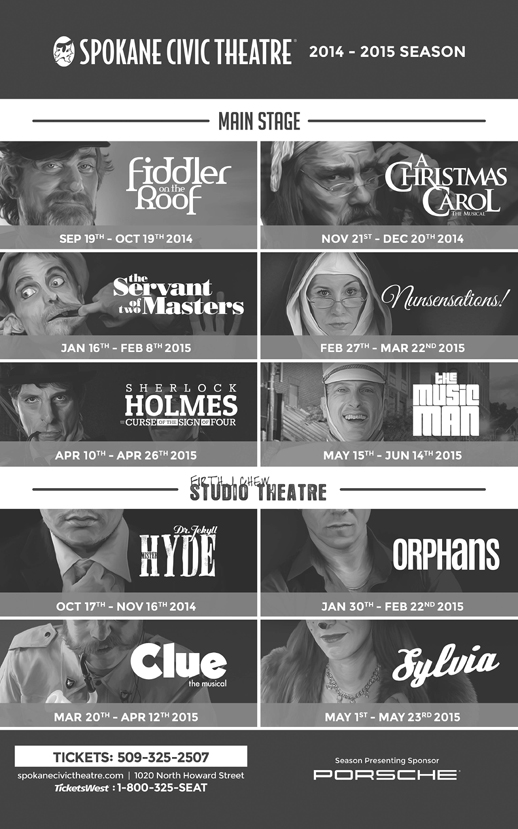 SPOKANE CIVIC THEATRE® 2014 - 2015 SEASON
MAIN STAGE
fiddler
on the
Roof
SEP 19TH - OCT 19TH 2014
A
CHRISTMAS
CAROL
THE MUSICAL
NOV 21ST - DEC 20TH 2014
the
Servant
of
two Masters
JAN 16TH - FEB 8TH 2015
Nunsensations!
FEB 27TH - MAR 22ND 2015
SHERLOCK
HOLMES
AND THE CURSE OF THE SIGN OF FOUR
APR 10TH - APR 26TH 2015
the
music
man
MAY 15TH - JUN 14TH 2015
FIRTH J CHEW
STUDIO THEATRE
Dr. Jekyll
MISTER HYDE
OCT 17TH - NOV 16TH 2014
ORPHANS
JAN 30TH - FEB 22ND 2015
Clue
the musical
MAR 20TH - APR 12TH 2015
Sylvia
MAY 1ST - MAY 23RD 2015
TICKETS: 509-325-2507
spokanecivictheatre.com | 1020 North Howard Street
TicketsWest : 1-800-325-SEAT
Season Presenting Sponsor
PORSCHE